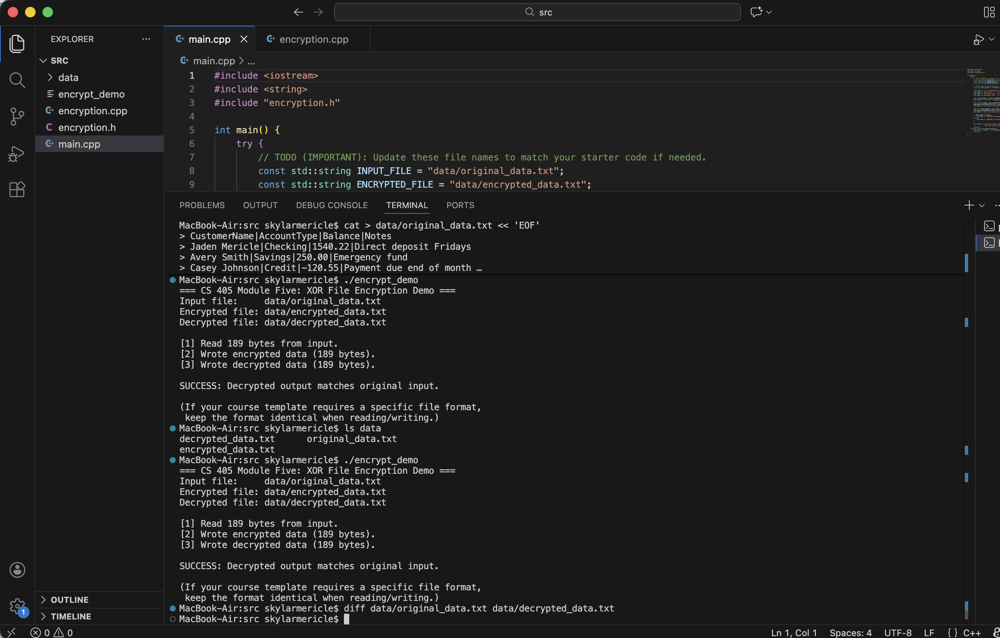 src
EXPLORER
SRC
data
encrypt_demo
encryption.cpp
encryption.h
main.cpp
OUTLINE
TIMELINE
main.cpp
encryption.cpp
main.cpp > ...
1 #include <iostream>
2 #include <string>
3 #include "encryption.h"
4
5 int main() {
6 try {
7 // TODO (IMPORTANT): Update these file names to match your starter code if needed.
8 const std::string INPUT_FILE = "data/original_data.txt";
9 const std::string ENCRYPTED_FILE = "data/encrypted_data.txt";
PROBLEMS OUTPUT DEBUG CONSOLE TERMINAL PORTS
MacBook-Air:src skylarmericle$ cat > data/original_data.txt << 'EOF'
> CustomerName|AccountType|Balance|Notes
> Jaden Mericle|Checking|1540.22|Direct deposit Fridays
> Avery Smith|Savings|250.00|Emergency fund
> Casey Johnson|Credit|-120.55|Payment due end of month …
MacBook-Air:src skylarmericle$ ./encrypt_demo
=== CS 405 Module Five: XOR File Encryption Demo ===
Input file:     data/original_data.txt
Encrypted file: data/encrypted_data.txt
Decrypted file: data/decrypted_data.txt
[1] Read 189 bytes from input.
[2] Wrote encrypted data (189 bytes).
[3] Wrote decrypted data (189 bytes).
SUCCESS: Decrypted output matches original input.
(If your course template requires a specific file format,
keep the format identical when reading/writing.)
MacBook-Air:src skylarmericle$ ls data
decrypted_data.txt      original_data.txt
encrypted_data.txt
MacBook-Air:src skylarmericle$ ./encrypt_demo
=== CS 405 Module Five: XOR File Encryption Demo ===
Input file:     data/original_data.txt
Encrypted file: data/encrypted_data.txt
Decrypted file: data/decrypted_data.txt
[1] Read 189 bytes from input.
[2] Wrote encrypted data (189 bytes).
[3] Wrote decrypted data (189 bytes).
SUCCESS: Decrypted output matches original input.
(If your course template requires a specific file format,
keep the format identical when reading/writing.)
MacBook-Air:src skylarmericle$ diff data/original_data.txt data/decrypted_data.txt
MacBook-Air:src skylarmericle$
1
0 0
Ln 1, Col 1 Spaces: 4 UTF-8 LF {} C++